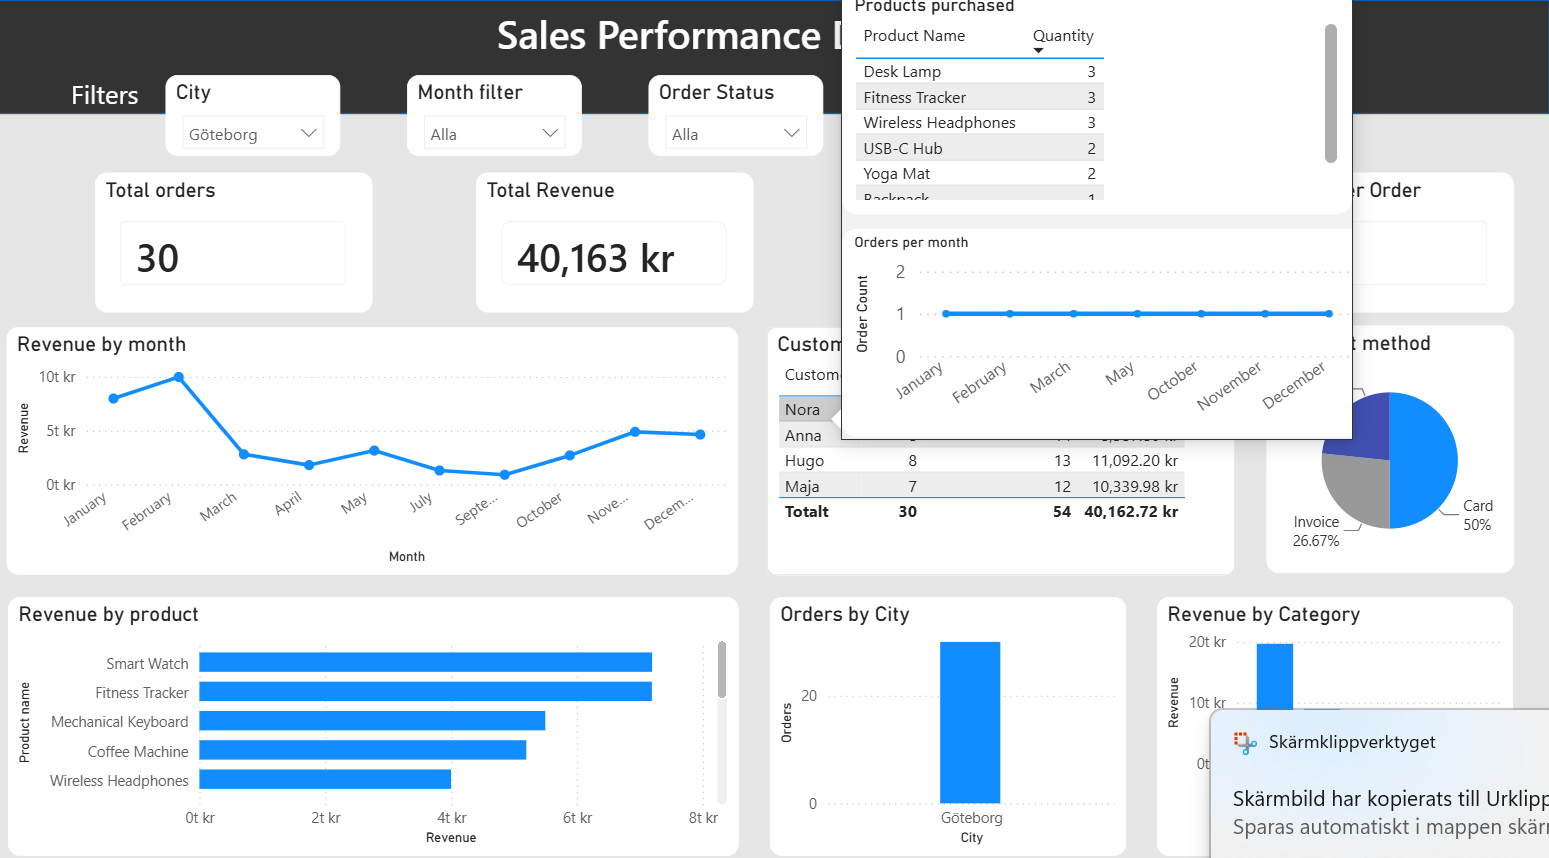 Sales Performance
Filters
City
Göteborg
Month filter
Alla
Order Status
Alla
Products purchased
Product Name Quantity
Desk Lamp 3
Fitness Tracker 3
Wireless Headphones 3
USB-C Hub 2
Yoga Mat 2
Backpack 1
Orders per month
Order Count
2
1
0
January February March May October November December
Total orders
30
Total Revenue
40,163 kr
Order
Revenue by month
Revenue
10t kr
5t kr
0t kr
January February March April May July Septe... October Nove... Decem...
Month
Custom
Custome
Nora
Anna
Hugo 8 13 11,092.20 kr
Maja 7 12 10,339.98 kr
Totalt 30 54 40,162.72 kr
method
Card
50%
Invoice
26.67%
Revenue by product
Product name
Smart Watch
Fitness Tracker
Mechanical Keyboard
Coffee Machine
Wireless Headphones
0t kr 2t kr 4t kr 6t kr 8t kr
Revenue
Orders by City
Orders
20
0
Göteborg
City
Revenue by Category
Revenue
20t kr
10t kr
0t
Skärmklippverktyget
Skärmbild har kopierats till Urklipp
Sparas automatiskt i mappen skärm